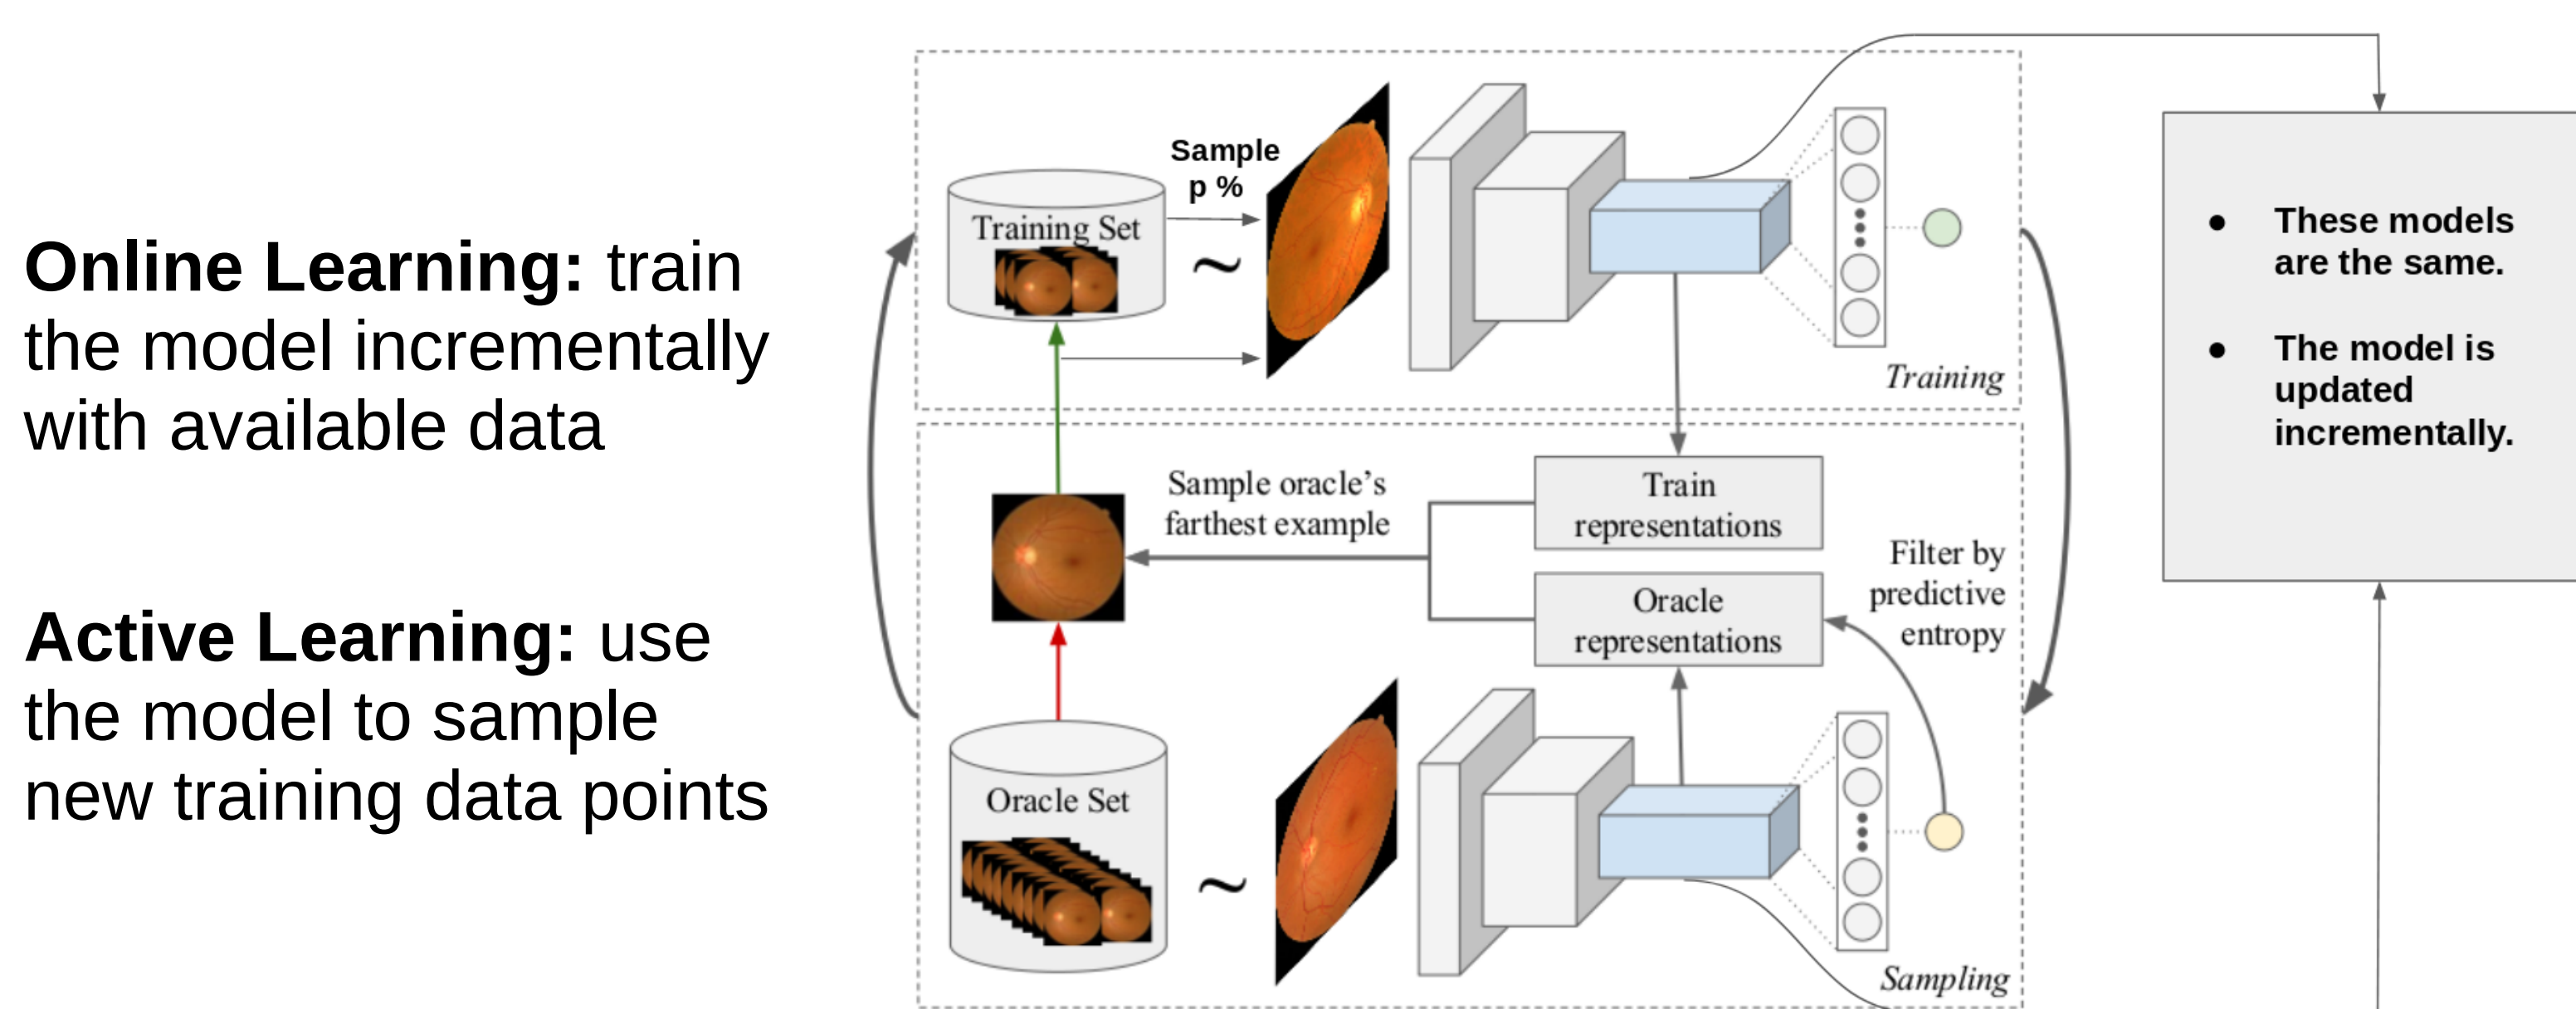 Online Learning: train
the model incrementally
with available data
Active Learning: use
the model to sample
new training data points
Sample
p %
Training Set
~
Training
Sample oracle's
farthest example
Train
representations
Oracle
representations
Filter by
predictive
entropy
Oracle Set
~
Sampling
● These models
are the same.
● The model is
updated
incrementally.